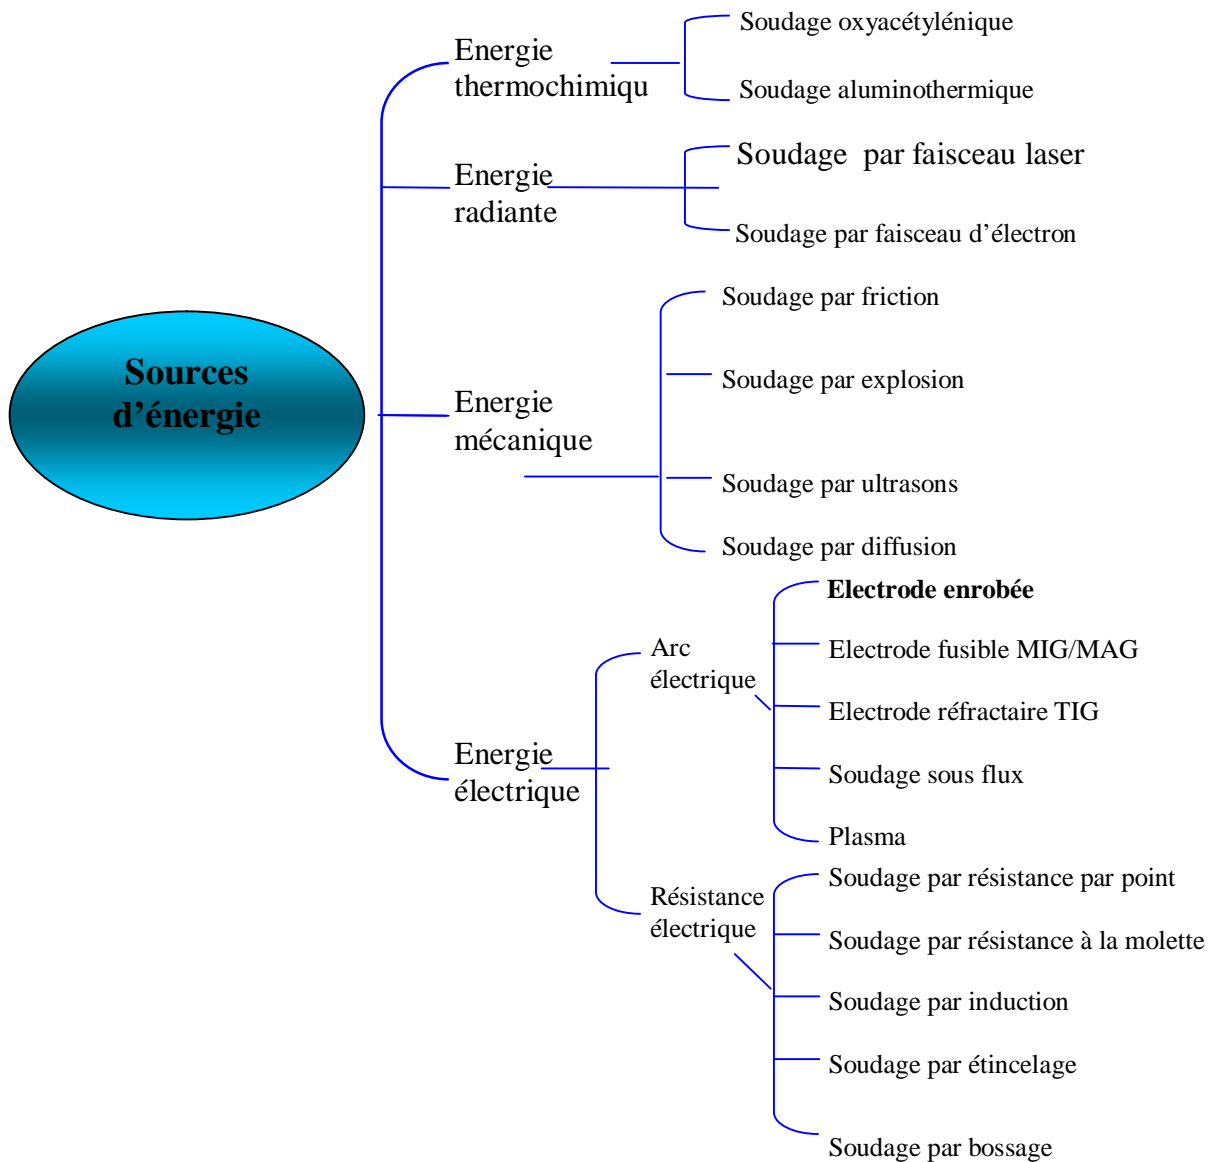 Sources
d’énergie
Energie
thermochimiqu
Soudage oxyacétylénique
Soudage aluminothermique
Energie
radiante
Soudage par faisceau laser
Soudage par faisceau d’électron
Energie
mécanique
Soudage par friction
Soudage par explosion
Soudage par ultrasons
Soudage par diffusion
Energie
électrique
Arc
électrique
Electrode enrobée
Electrode fusible MIG/MAG
Electrode réfractaire TIG
Soudage sous flux
Plasma
Résistance
électrique
Soudage par résistance par point
Soudage par résistance à la molette
Soudage par induction
Soudage par étincelage
Soudage par bossage